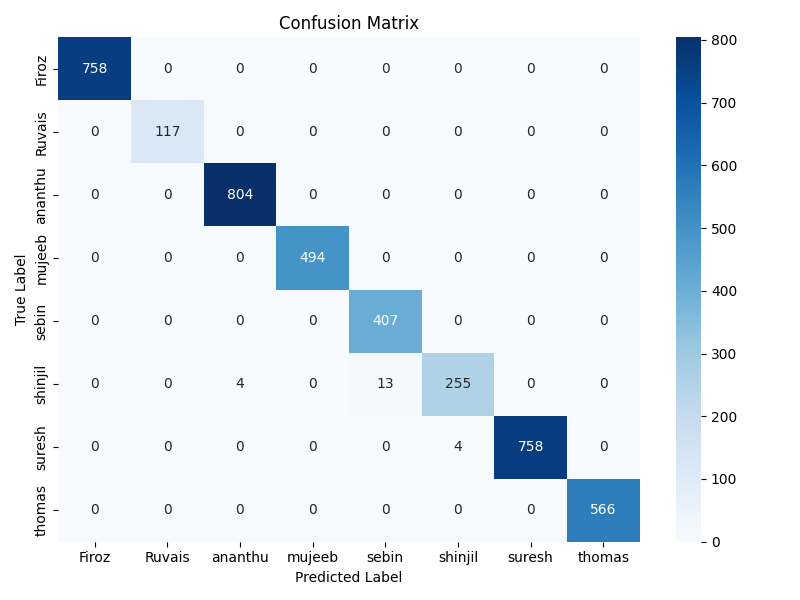 Confusion Matrix
True Label
Firoz 758 0 0 0 0 0 0 0
Ruvais 0 117 0 0 0 0 0 0
ananthu 0 0 804 0 0 0 0 0
mujeeb 0 0 0 494 0 0 0 0
sebin 0 0 0 0 407 0 0 0
shinjil 0 0 4 0 13 255 0 0
suresh 0 0 0 0 0 4 758 0
thomas 0 0 0 0 0 0 0 566
Firoz Ruvais ananthu mujeeb sebin shinjil suresh thomas
Predicted Label
800
700
600
500
400
300
200
100
0